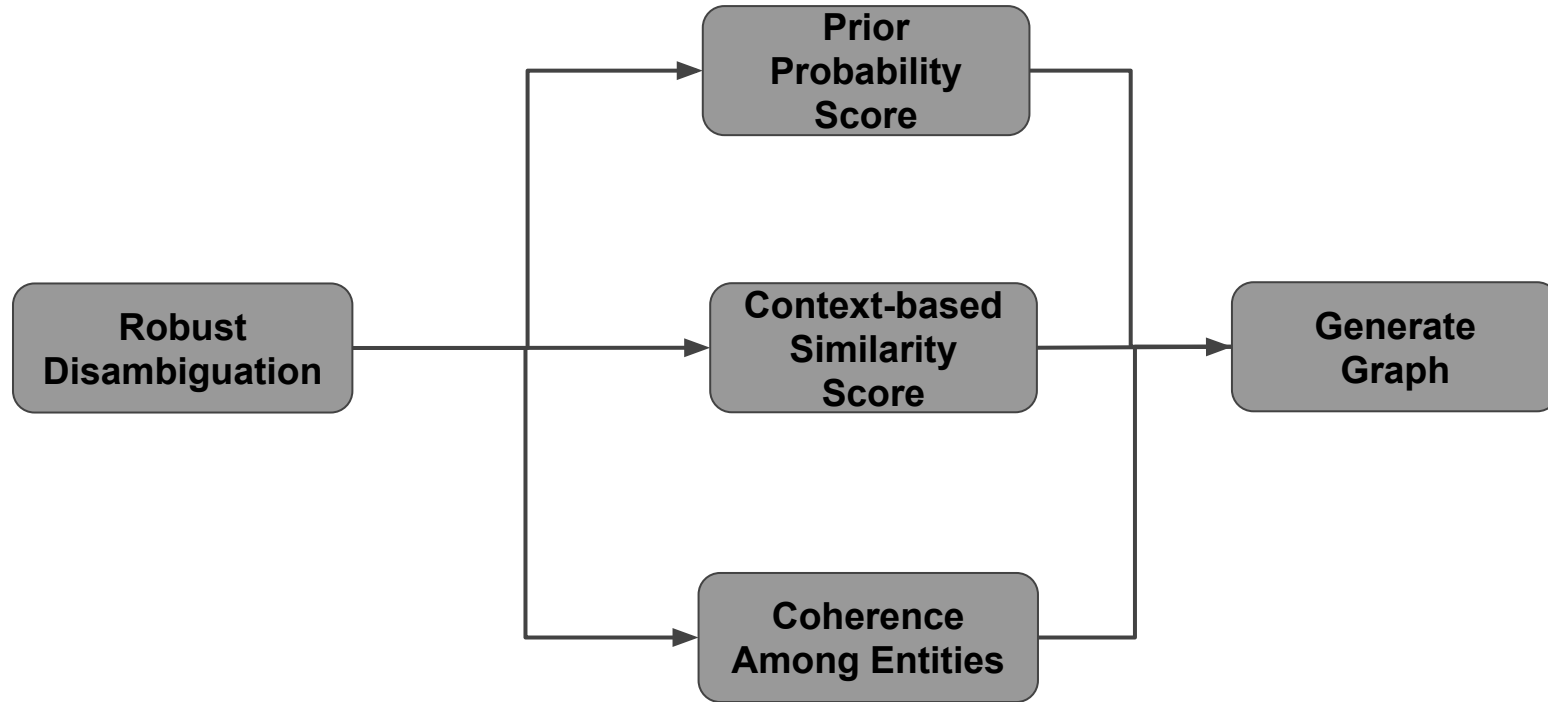 Prior
Probability
Score
Robust
Disambiguation
Context-based
Similarity
Score
Generate
Graph
Coherence
Among Entities